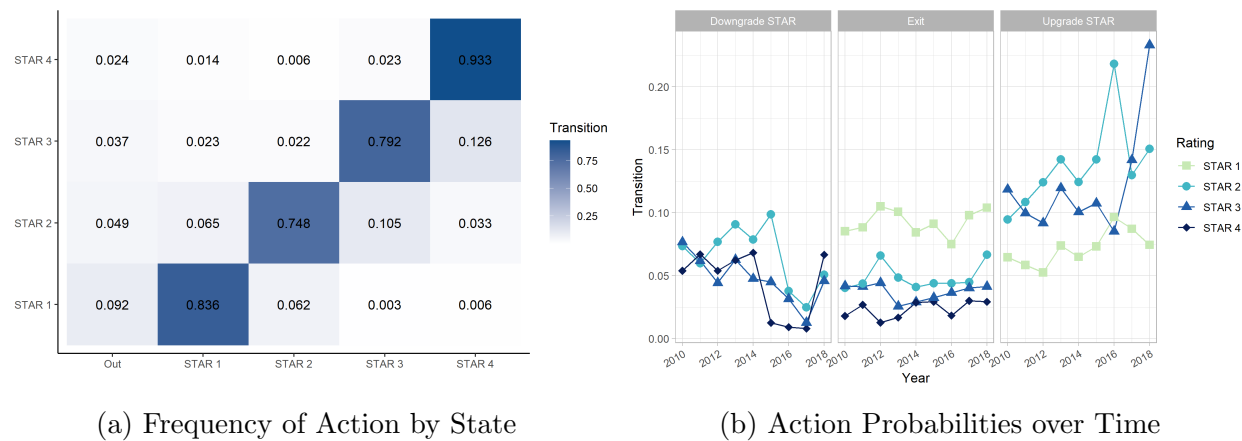 STAR 4
0.024 0.014 0.006 0.023 0.933
STAR 3
0.037 0.023 0.022 0.792 0.126
STAR 2
0.049 0.065 0.748 0.105 0.033
STAR 1
0.092 0.836 0.062 0.003 0.006
Out STAR 1 STAR 2 STAR 3 STAR 4
Transition
0.75
0.50
0.25
(a) Frequency of Action by State
Downgrade STAR Exit Upgrade STAR
Transition
0.20
0.15
0.10
0.05
0.00
2010 2012 2014 2016 2018 2010 2012 2014 2016 2018 2010 2012 2014 2016 2018
Year
Rating
STAR 1
STAR 2
STAR 3
STAR 4
(b) Action Probabilities over Time